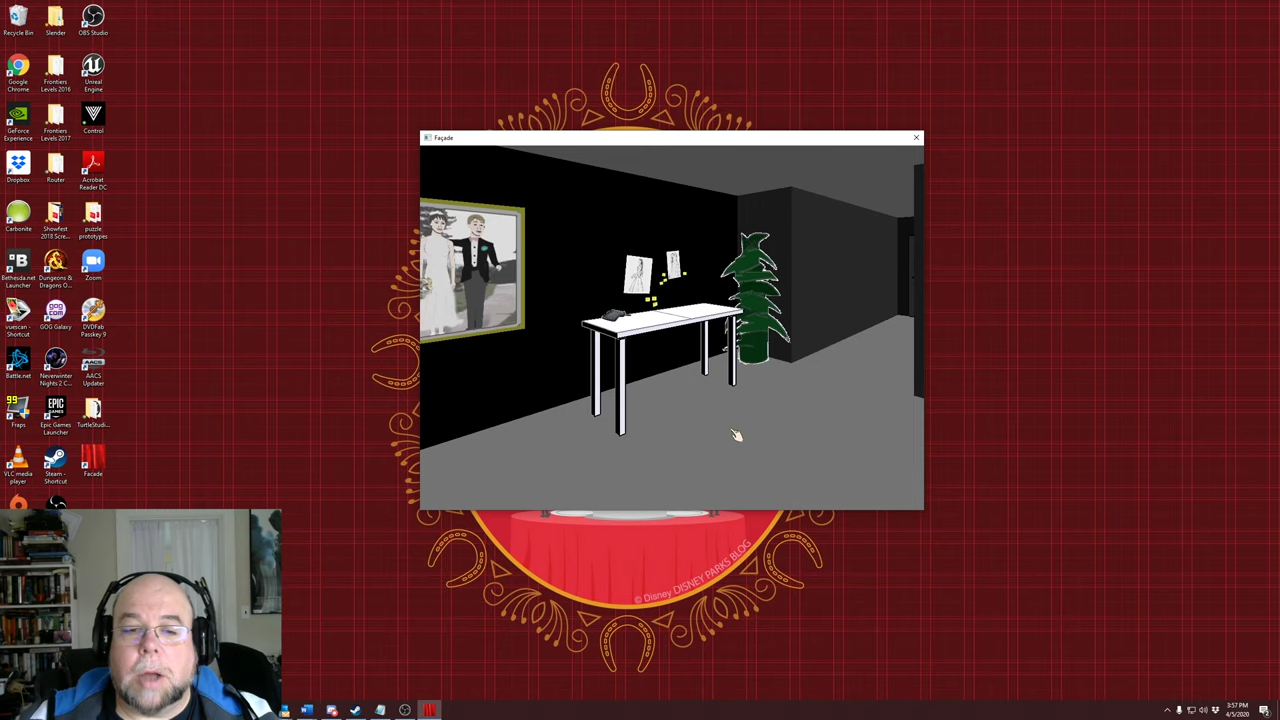 Recycle Bin
Slender
OBS Studio
Google Chrome
Frontiers Levels 2016
Unreal Engine
GeForce Experience
Frontiers Levels 2017
Control
Dropbox
Router
Acrobat Reader DC
Carbonite
Showfest 2018 Scre...
puzzle prototypes
Bethesda.net Launcher
Dungeons & Dragons O...
Zoom
vuescan - Shortcut
GOG Galaxy
DVDFab Passkey 9
Battle.net
Neverwinter Nights 2 C...
AACS Updater
99
Fraps
EPIC GAMES
Epic Games Launcher
TurtleStudi...
VLC media player
Steam - Shortcut
Facade
Façade
© Disney DISNEY PARKS BLOG
3:57 PM
4/5/2020